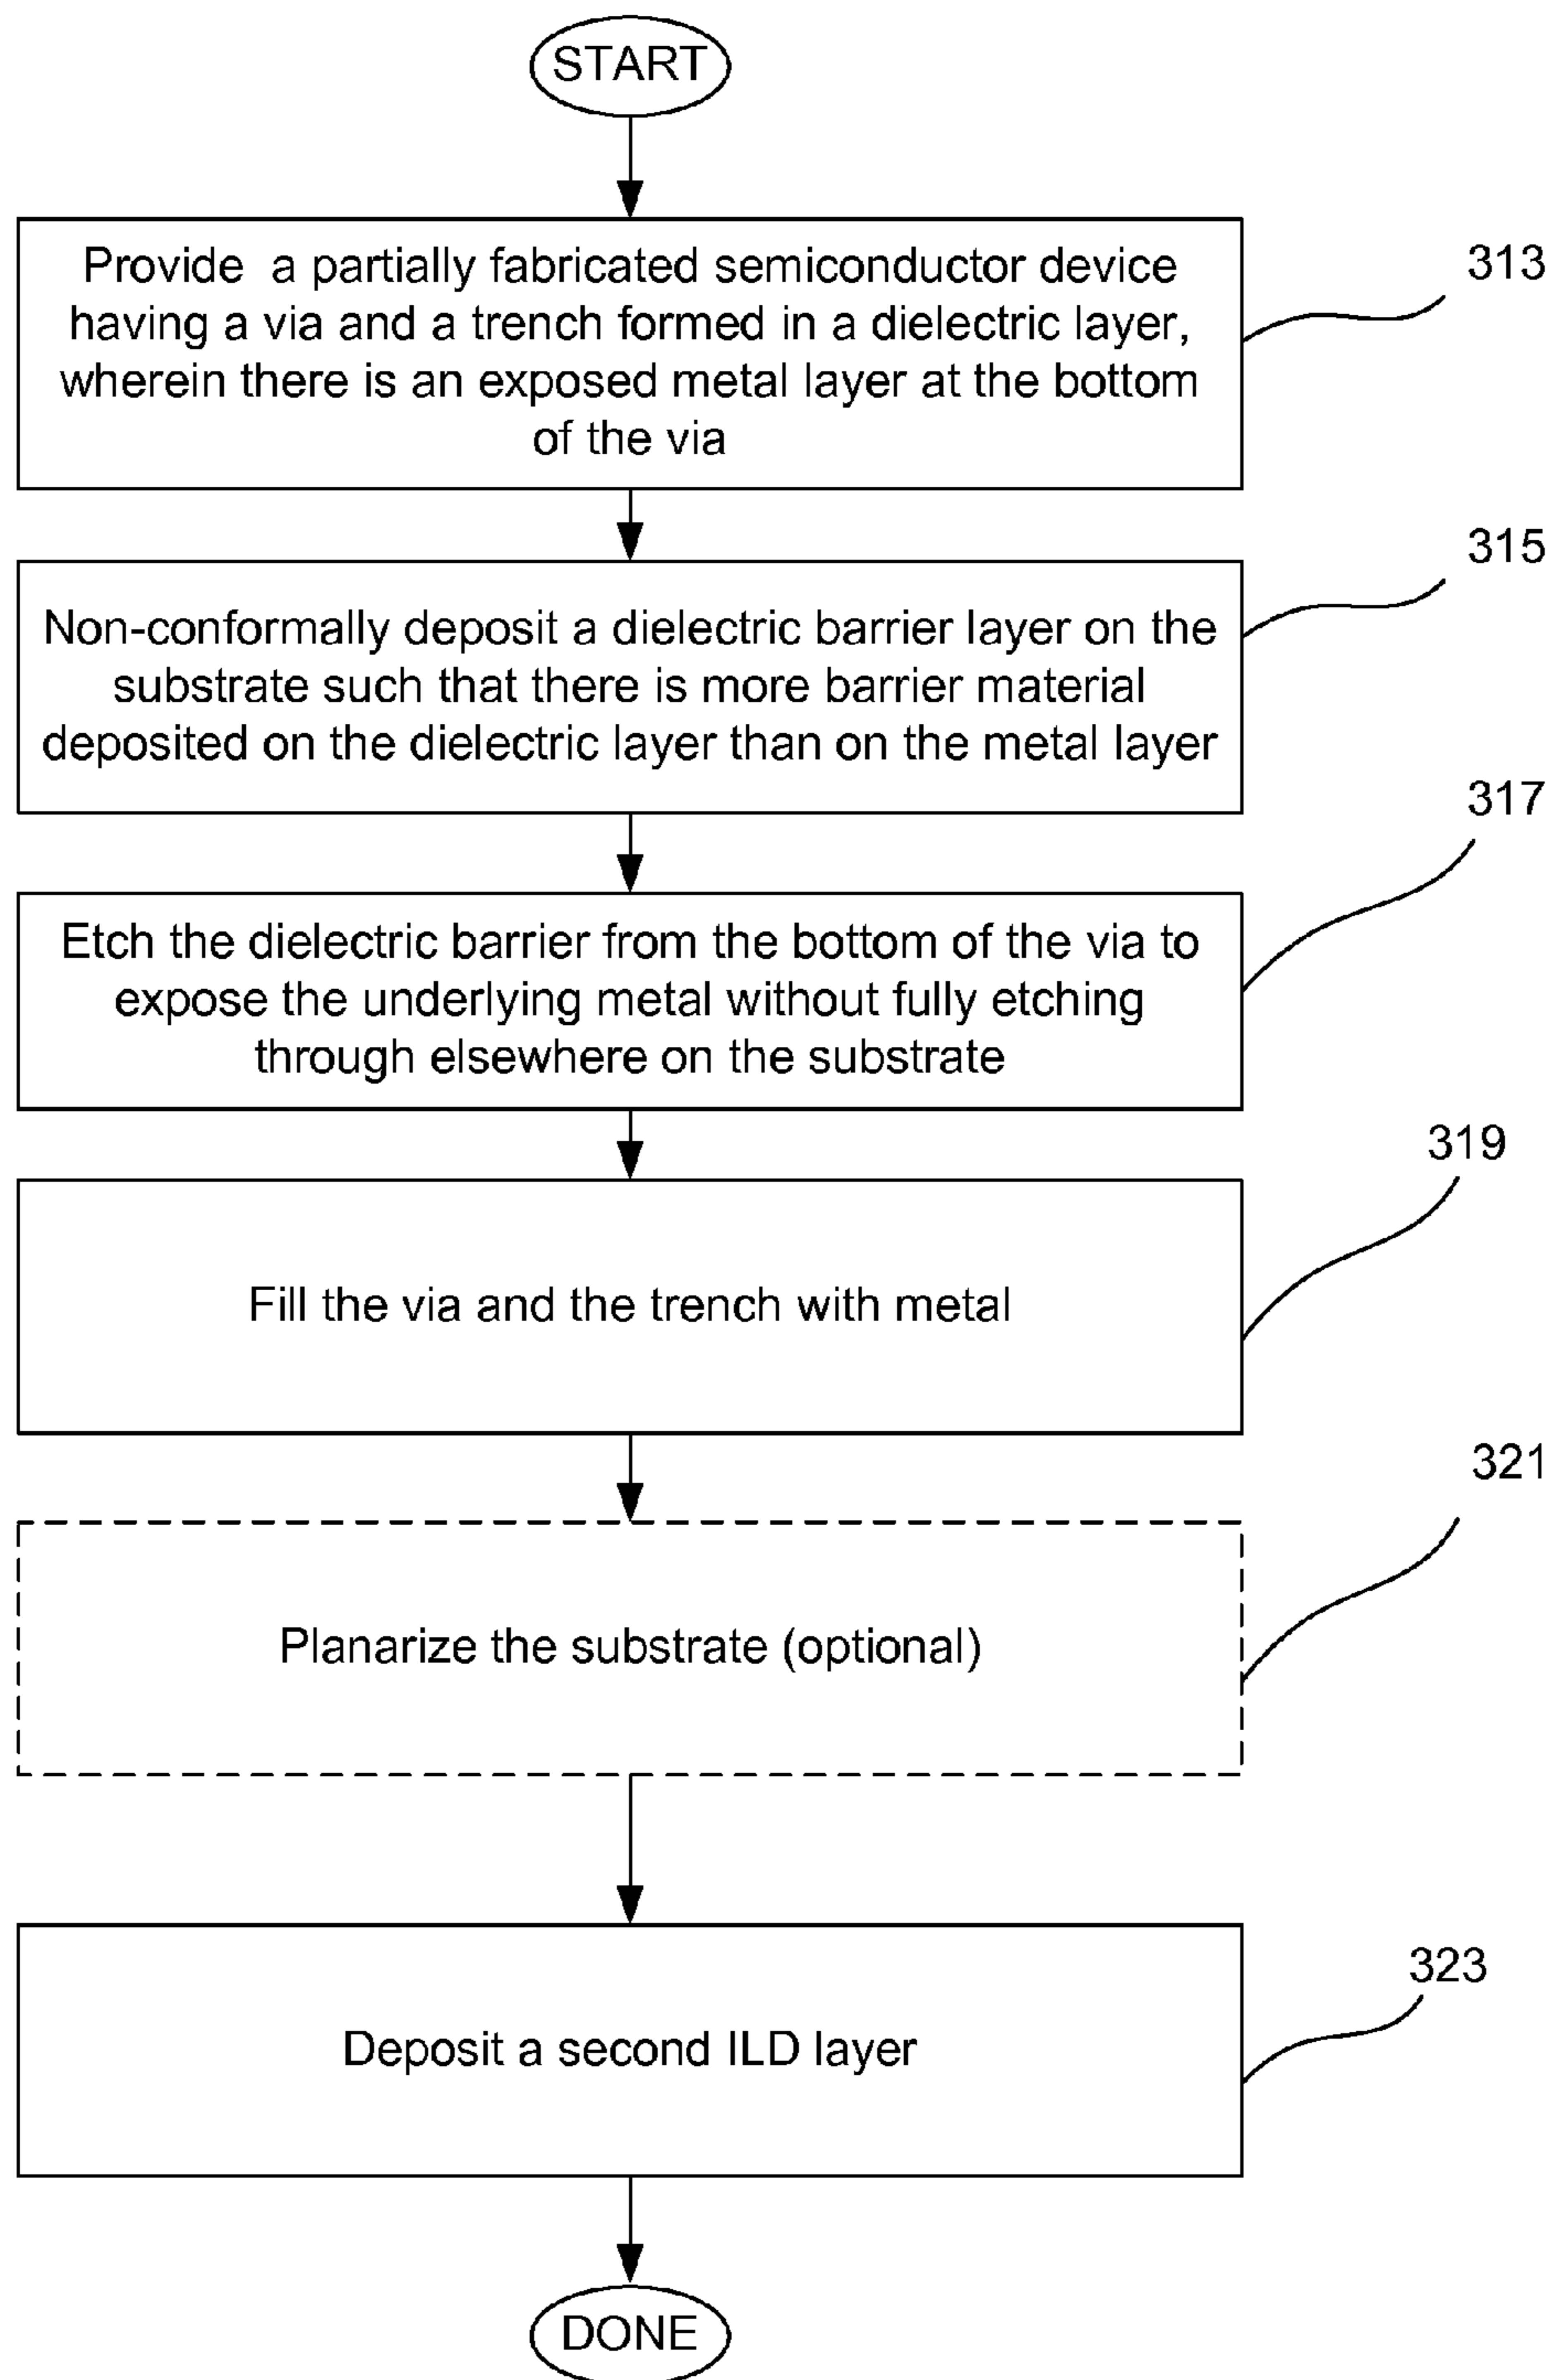 START
Provide a partially fabricated semiconductor device
having a via and a trench formed in a dielectric layer,
wherein there is an exposed metal layer at the bottom
of the via
313
Non-conformally deposit a dielectric barrier layer on the
substrate such that there is more barrier material
deposited on the dielectric layer than on the metal layer
315
Etch the dielectric barrier from the bottom of the via to
expose the underlying metal without fully etching
through elsewhere on the substrate
317
Fill the via and the trench with metal
319
Planarize the substrate (optional)
321
Deposit a second ILD layer
323
DONE